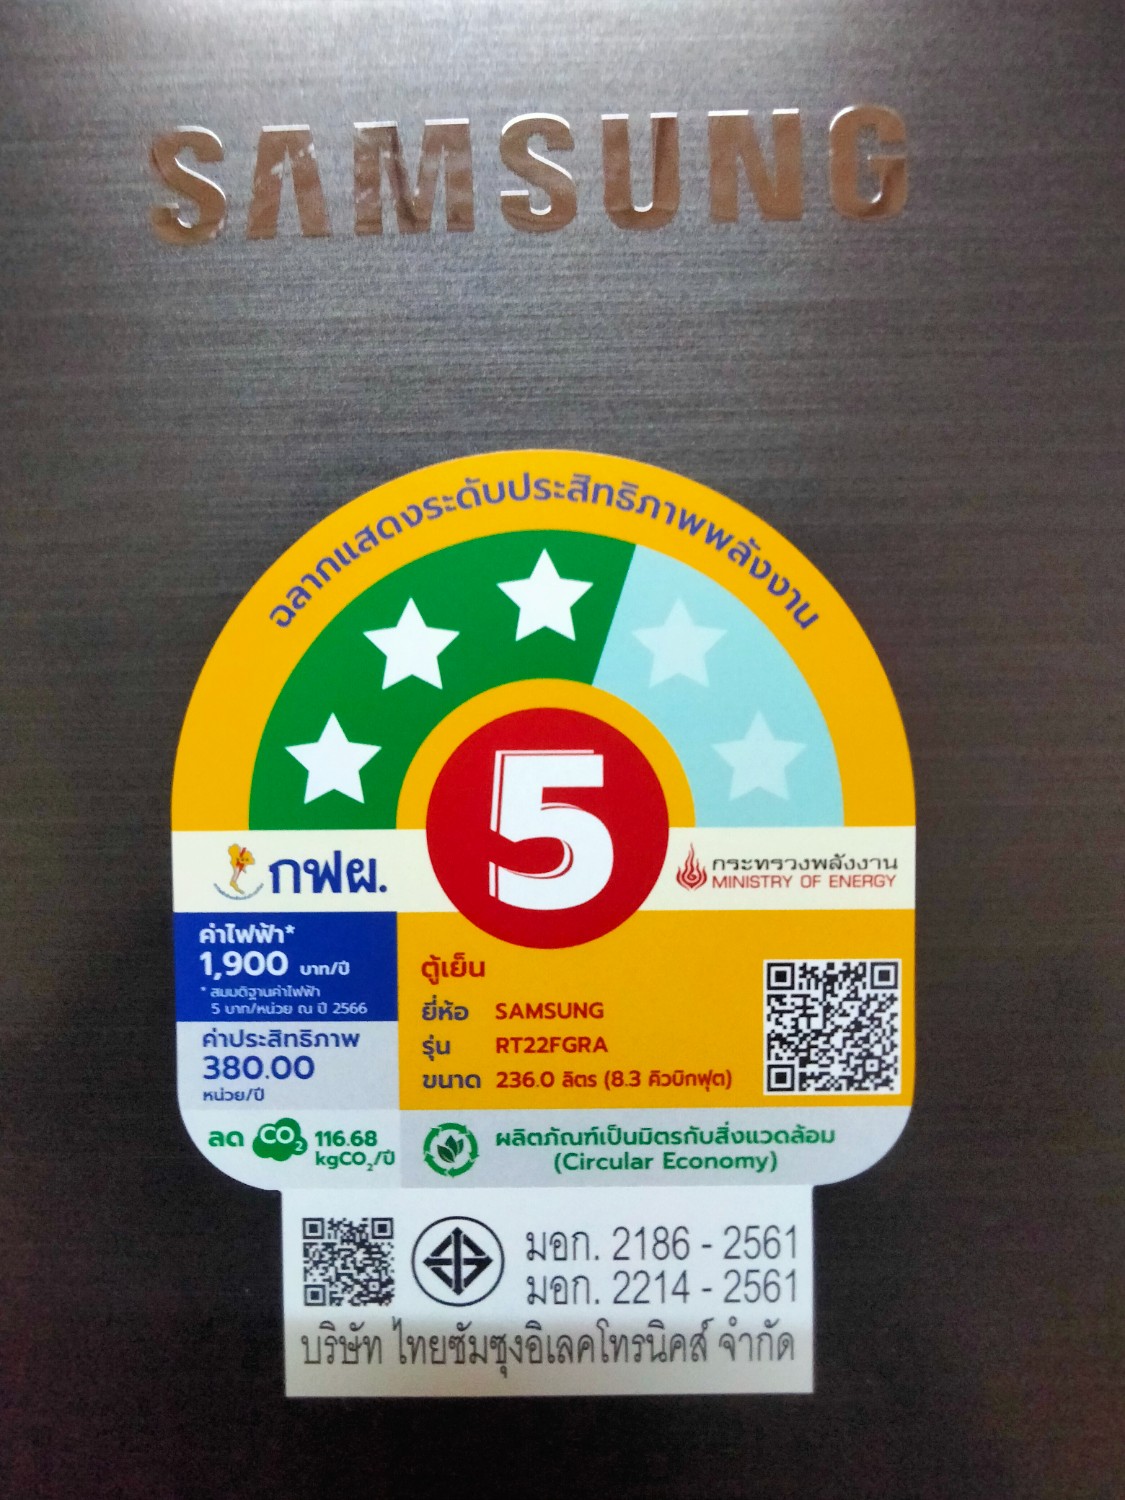 SAMSUNG
ฉลากแสดงระดับประสิทธิภาพพลังงาน
5
กฟผ.
กระทรวงพลังงาน
MINISTRY OF ENERGY
ค่าไฟฟ้า*
1,900 บาท/ปี
* สมมติฐานค่าไฟฟ้า
5 บาท/หน่วย ณ ปี 2566
ค่าประสิทธิภาพ
380.00
หน่วย/ปี
ตู้เย็น
ยี่ห้อ SAMSUNG
รุ่น RT22FGRA
ขนาด 236.0 ลิตร (8.3 คิวบิกฟุต)
ลด CO₂ 116.68
kgCO₂/ปี
ผลิตภัณฑ์เป็นมิตรกับสิ่งแวดล้อม
(Circular Economy)
มอก. 2186 - 2561
มอก. 2214 - 2561
บริษัท ไทยซัมซุงอิเลคโทรนิคส์ จำกัด